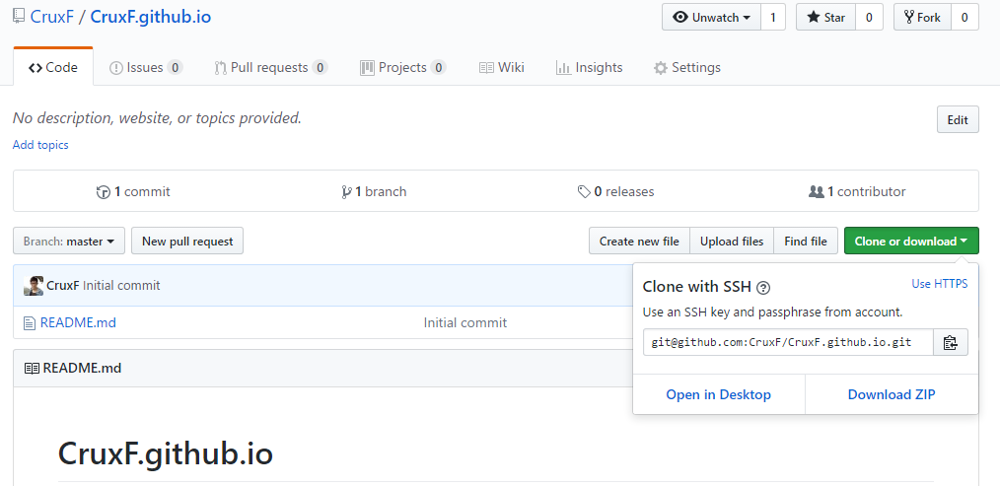 CruxF / CruxF.github.io Unwatch 1 Star 0 Fork 0
Code Issues 0 Pull requests 0 Projects 0 Wiki Insights Settings
No description, website, or topics provided. Edit
Add topics
1 commit 1 branch 0 releases 1 contributor
Branch: master New pull request Create new file Upload files Find file Clone or download
CruxF Initial commit
Clone with SSH ? Use HTTPS
README.md Initial commit
Use an SSH key and passphrase from account.
git@github.com:CruxF/CruxF.github.io.git
README.md
Open in Desktop Download ZIP
CruxF.github.io